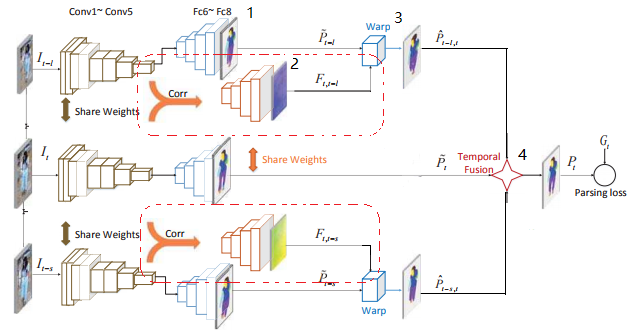 Conv1~ Conv5
Fc6~ Fc8
1
2
Warp
3
I_{t-l}
P̃_{t-l}
P̂_{t-l,t}
Corr
F_{t,t-l}
Share Weights
I_t
Share Weights
P̃_t
Temporal
Fusion
4
P_t
G_t
Parsing loss
Share Weights
Corr
F_{t,t-s}
I_{t-s}
P̂_{t-s,t}
Warp